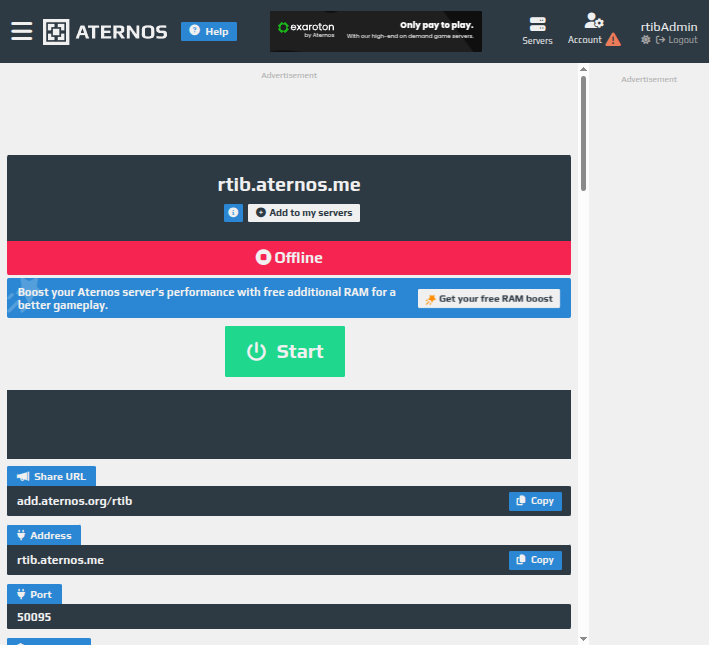 ATERNOS
Help
exaroton
by Aternos
Only pay to play.
With our high-end on demand game servers.
Servers
Account
rtibAdmin
Logout
Advertisement
Advertisement
rtib.aternos.me
Add to my servers
Offline
Boost your Aternos server's performance with free additional RAM for a
better gameplay.
Get your free RAM boost
Start
Share URL
add.aternos.org/rtib
Copy
Address
rtib.aternos.me
Copy
Port
50095